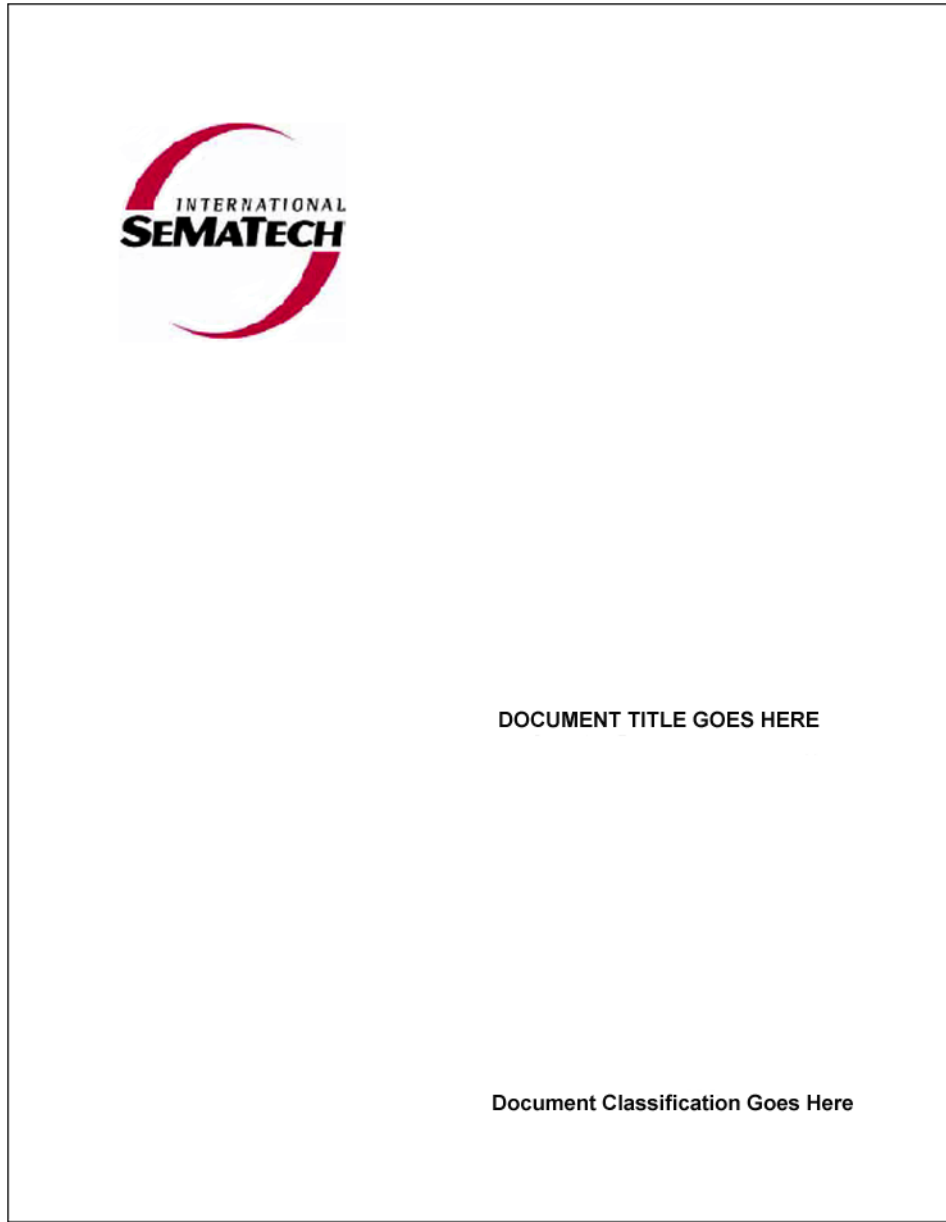 INTERNATIONAL
SEMATECH
DOCUMENT TITLE GOES HERE
Document Classification Goes Here